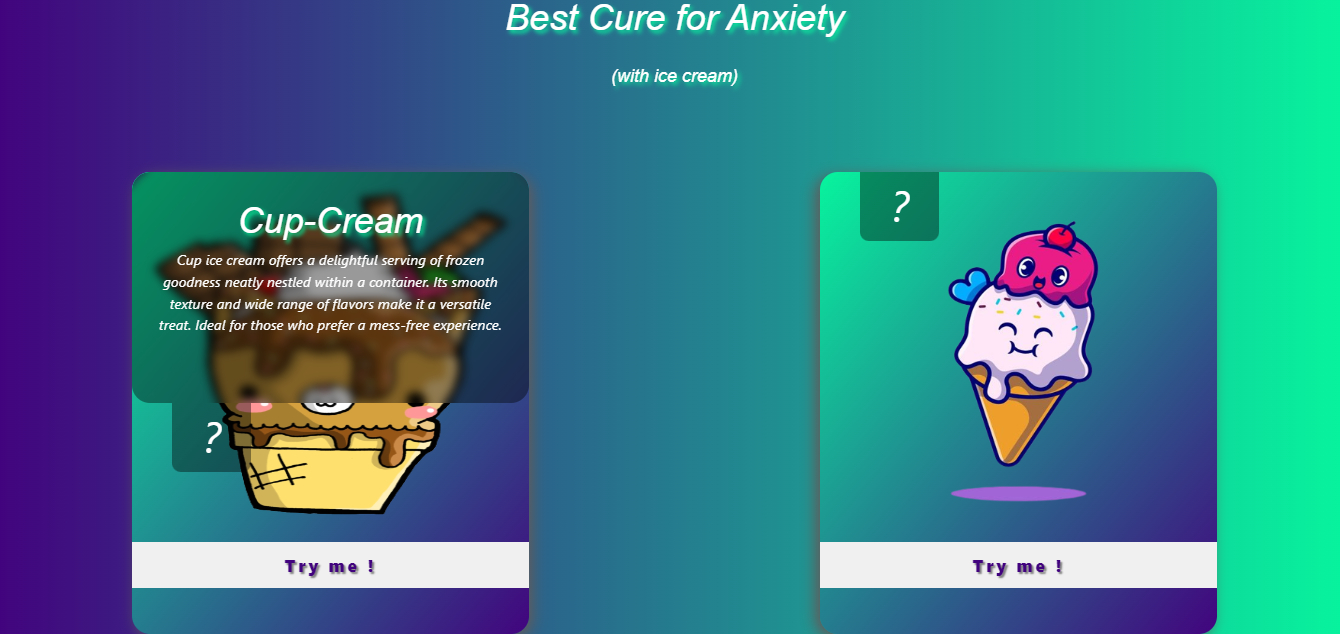 Best Cure for Anxiety
(with ice cream)
Cup-Cream
Cup ice cream offers a delightful serving of frozen
goodness neatly nestled within a container. Its smooth
texture and wide range of flavors make it a versatile
treat. Ideal for those who prefer a mess-free experience.
?
Try me !
?
Try me !